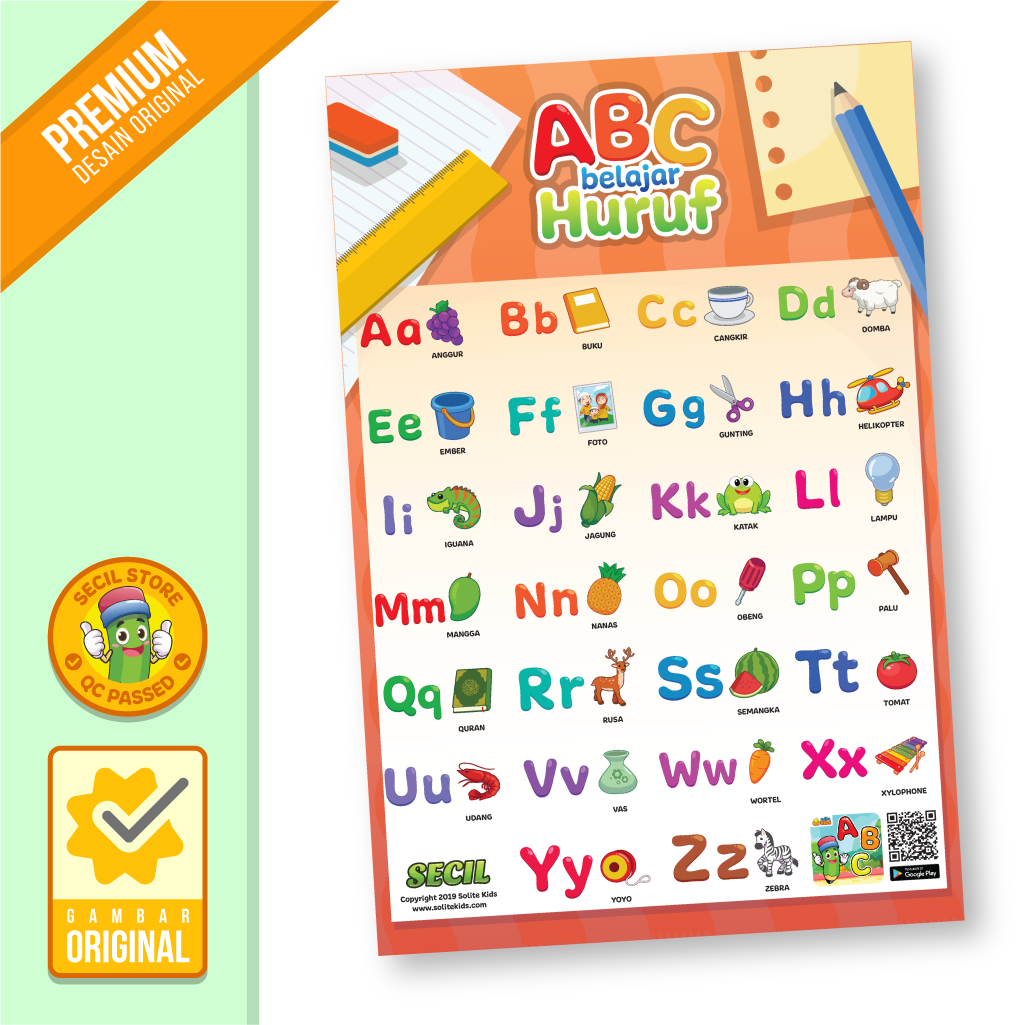 PREMIUM
DESAIN ORIGINAL
ABC
belajar
Huruf
Aa
ANGGUR
Bb
BUKU
Cc
CANGKIR
Dd
DOMBA
Ee
EMBER
Ff
FOTO
Gg
GUNTING
Hh
HELIKOPTER
Ii
IGUANA
Jj
JAGUNG
Kk
KATAK
Ll
LAMPU
Mm
MANGGA
Nn
NANAS
Oo
OBENG
Pp
PALU
Qq
QURAN
Rr
RUSA
Ss
SEMANGKA
Tt
TOMAT
Uu
UDANG
Vv
VAS
Ww
WORTEL
Xx
XYLOPHONE
Yy
YOYO
Zz
ZEBRA
SECIL
Copyright 2019 Solite Kids
www.solitekids.com
A B C
Google Play
SECIL STORE
QC PASSED
GAMBAR
ORIGINAL